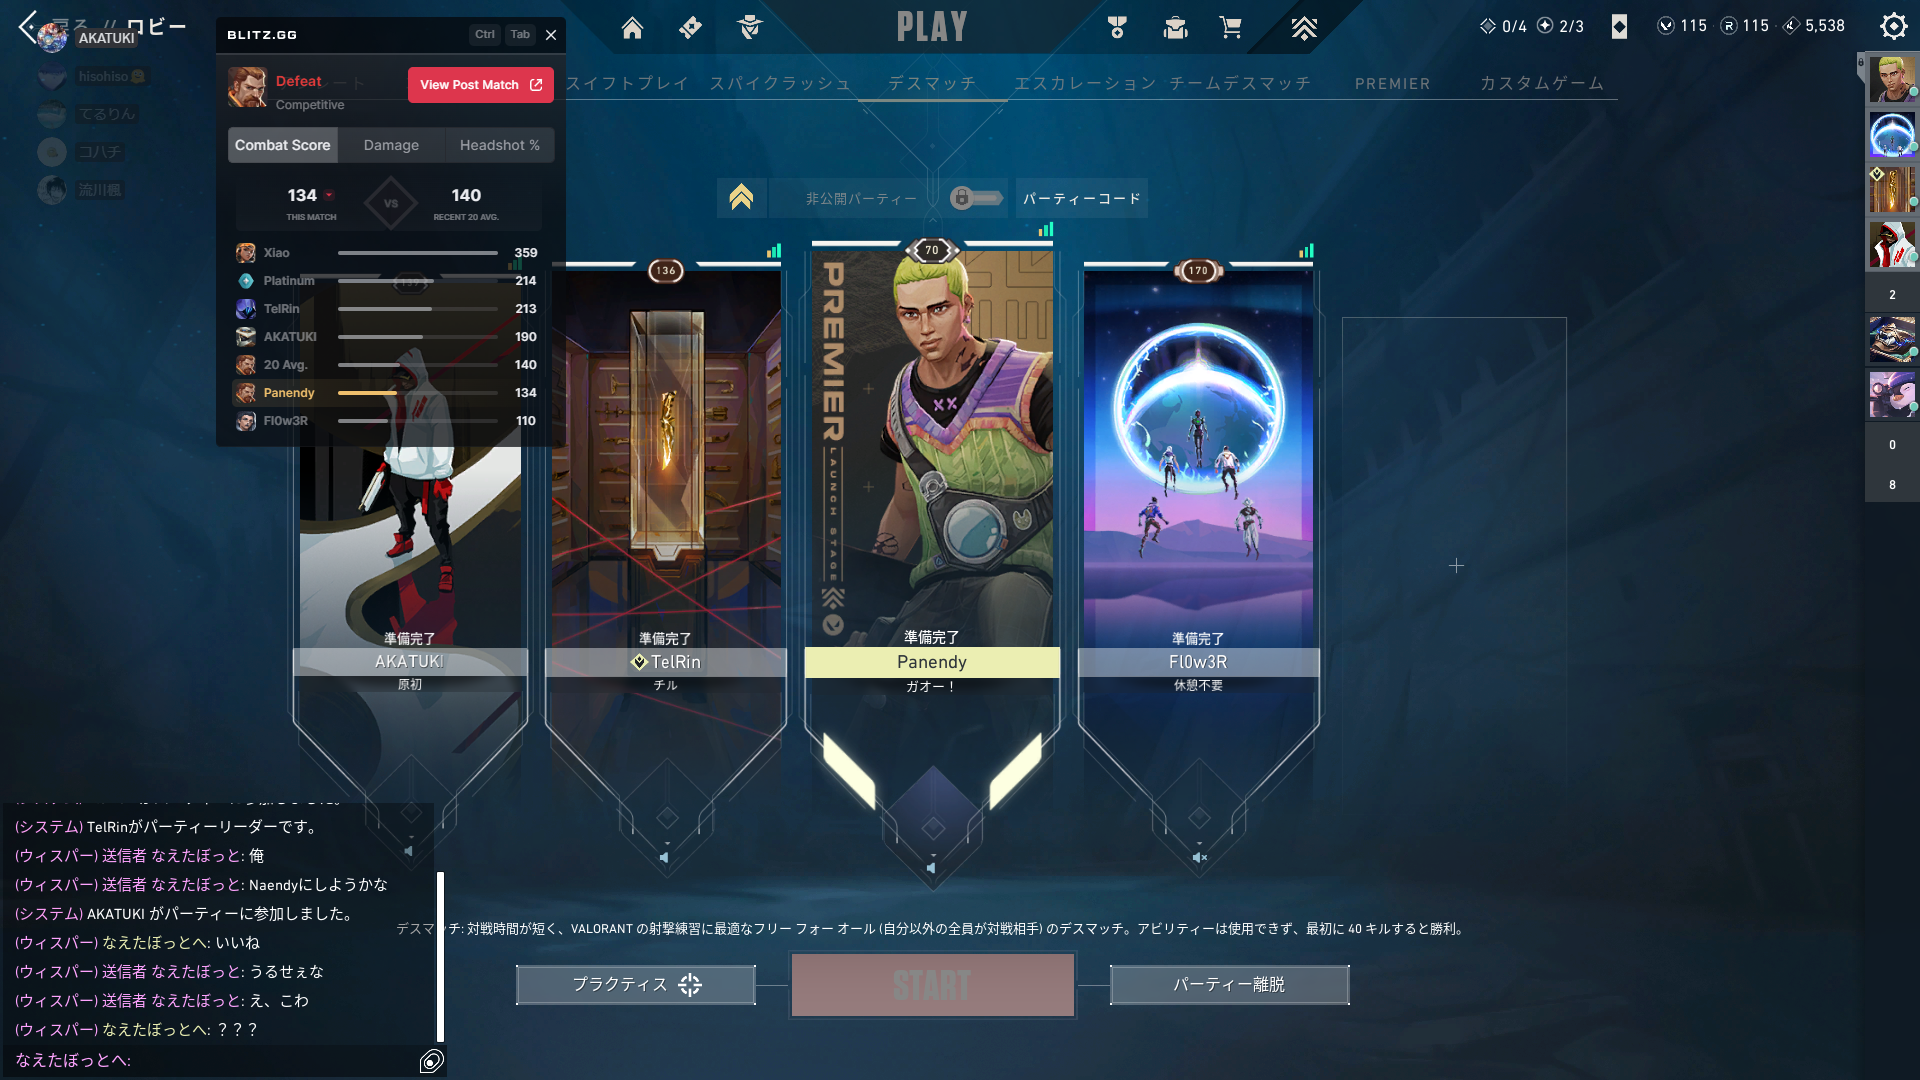 戻る // ロビー
AKATUKI
hisohiso
てるりん
コハチ
流川楓
BLITZ.GG
Ctrl
Tab
Defeat
Competitive
View Post Match
Combat Score
Damage
Headshot %
134
THIS MATCH
VS
140
RECENT 20 AVG.
Xiao 359
Platinum 214
TelRin 213
AKATUKI 190
20 Avg. 140
Panendy 134
Fl0w3R 110
PLAY
0/4
2/3
115
R 115
5,538
スイフトプレイ
スパイクラッシュ
デスマッチ
エスカレーション
チームデスマッチ
PREMIER
カスタムゲーム
非公開パーティー
パーティーコード
136
70
170
PREMIER
LAUNCH STAGE
準備完了
AKATUKI
原初
準備完了
TelRin
チル
準備完了
Panendy
ガオー！
準備完了
Fl0w3R
休憩不要
2
0
8
(システム) TelRinがパーティーリーダーです。
(ウィスパー) 送信者 なえたぼっと: 俺
(ウィスパー) 送信者 なえたぼっと: Naendyにしようかな
(システム) AKATUKI がパーティーに参加しました。
(ウィスパー) なえたぼっとへ: いいね
(ウィスパー) 送信者 なえたぼっと: うるせぇな
(ウィスパー) 送信者 なえたぼっと: え、こわ
(ウィスパー) なえたぼっとへ: ？？？
なえたぼっとへ:
デスマッチ: 対戦時間が短く、VALORANT の射撃練習に最適なフリー フォー オール (自分以外の全員が対戦相手) のデスマッチ。アビリティーは使用できず、最初に 40 キルすると勝利。
プラクティス
START
パーティー離脱